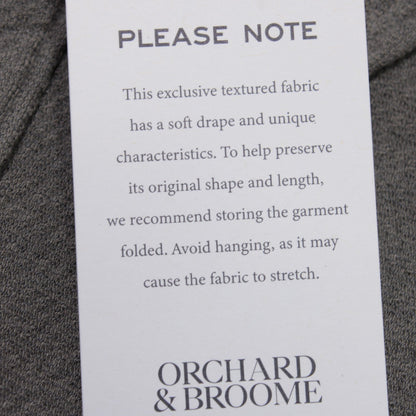 PLEASE NOTE
This exclusive textured fabric
has a soft drape and unique
characteristics. To help preserve
its original shape and length,
we recommend storing the garment
folded. Avoid hanging, as it may
cause the fabric to stretch.
ORCHARD
& BROOME